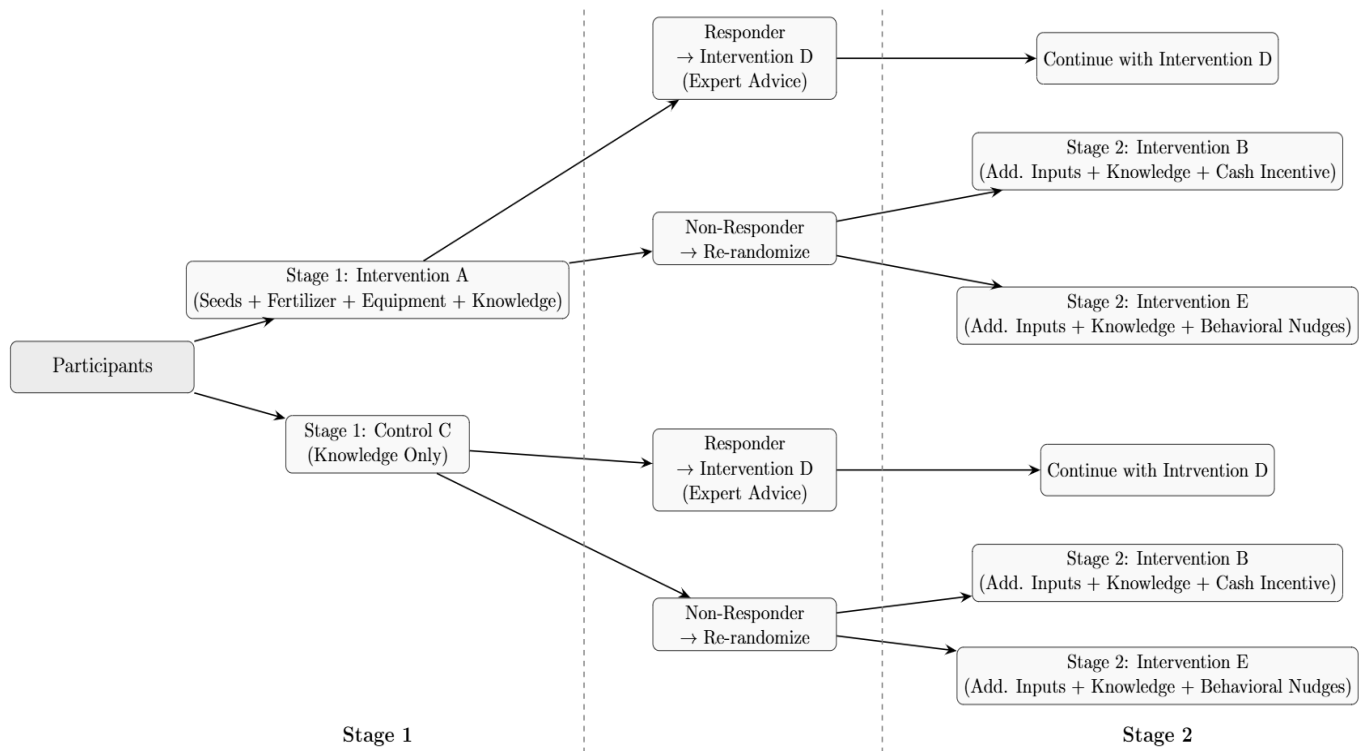 Responder
→ Intervention D
(Expert Advice)
Continue with Intervention D
Stage 2: Intervention B
(Add. Inputs + Knowledge + Cash Incentive)
Non-Responder
→ Re-randomize
Stage 1: Intervention A
(Seeds + Fertilizer + Equipment + Knowledge)
Stage 2: Intervention E
(Add. Inputs + Knowledge + Behavioral Nudges)
Participants
Stage 1: Control C
(Knowledge Only)
Responder
→ Intervention D
(Expert Advice)
Continue with Intrvention D
Stage 2: Intervention B
(Add. Inputs + Knowledge + Cash Incentive)
Non-Responder
→ Re-randomize
Stage 2: Intervention E
(Add. Inputs + Knowledge + Behavioral Nudges)
Stage 1
Stage 2